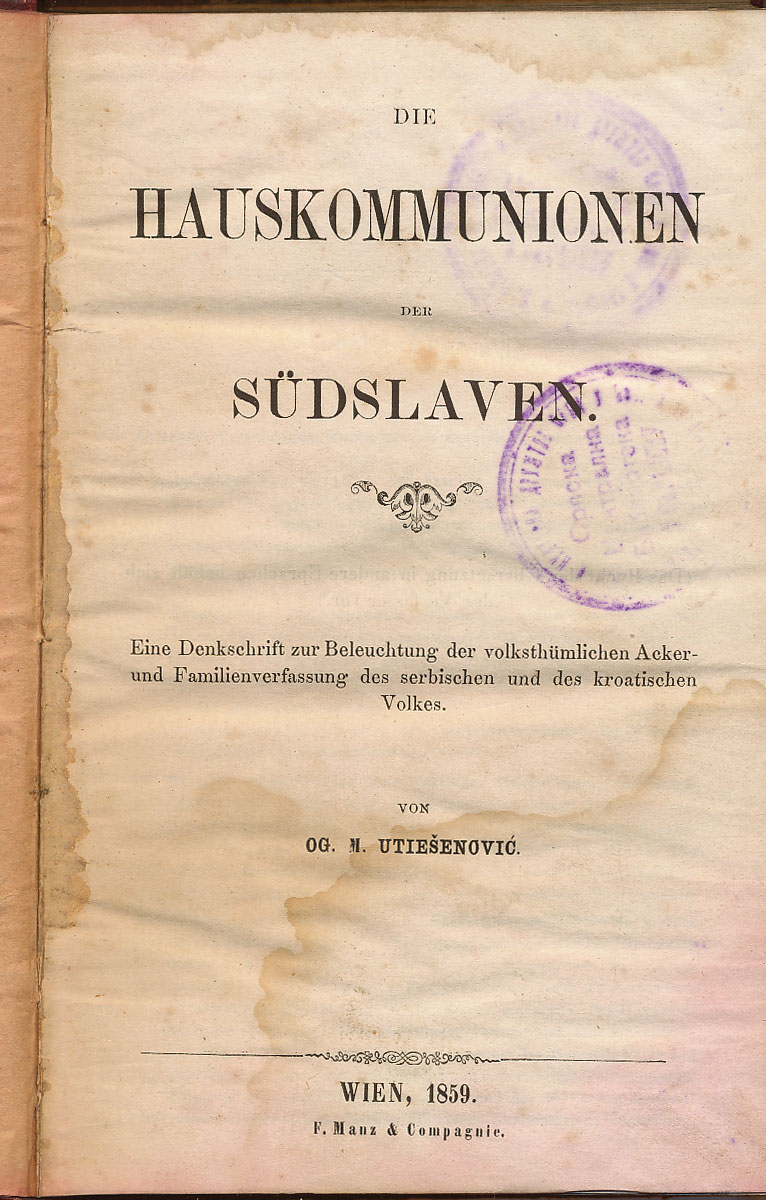 DIE
HAUSKOMMUNIONEN
DER
SÜDSLAVEN.
Eine Denkschrift zur Beleuchtung der volksthümlichen Acker-
und Familienverfassung des serbischen und des kroatischen
Volkes.
VON
OG. M. UTIEŠENOVIĆ.
WIEN, 1859.
F. Manz & Compagnie.